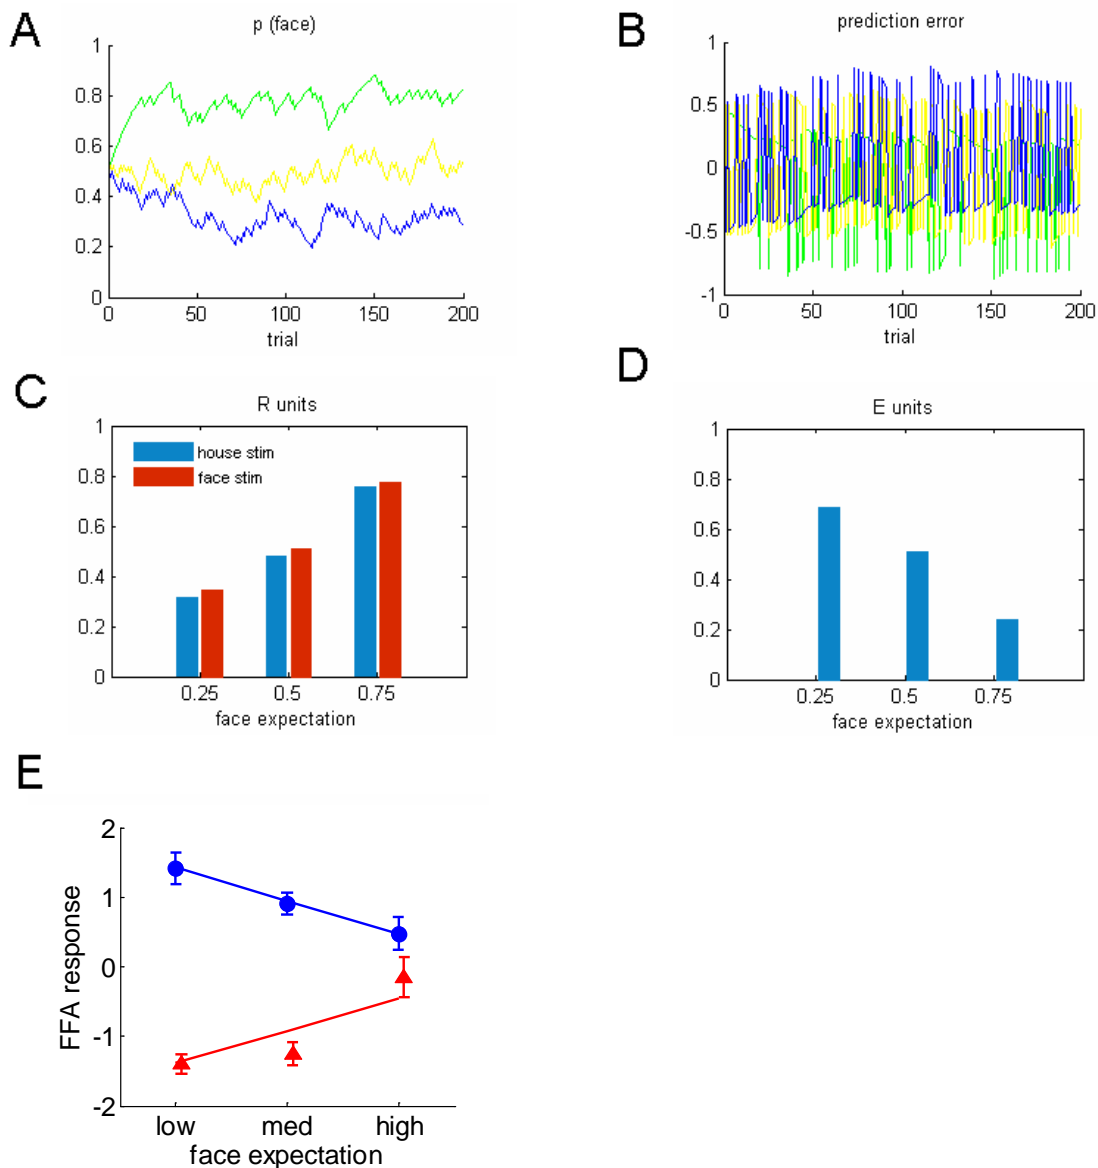 A
p (face)
1
0.8
0.6
0.4
0.2
0
0 50 100 150 200
trial
B
prediction error
1
0.5
0
-0.5
-1
0 50 100 150 200
trial
C
R units
1
0.8
0.6
0.4
0.2
0
house stim
face stim
0.25 0.5 0.75
face expectation
D
E units
1
0.8
0.6
0.4
0.2
0
0.25 0.5 0.75
face expectation
E
FFA response
2
1
0
-1
-2
low med high
face expectation